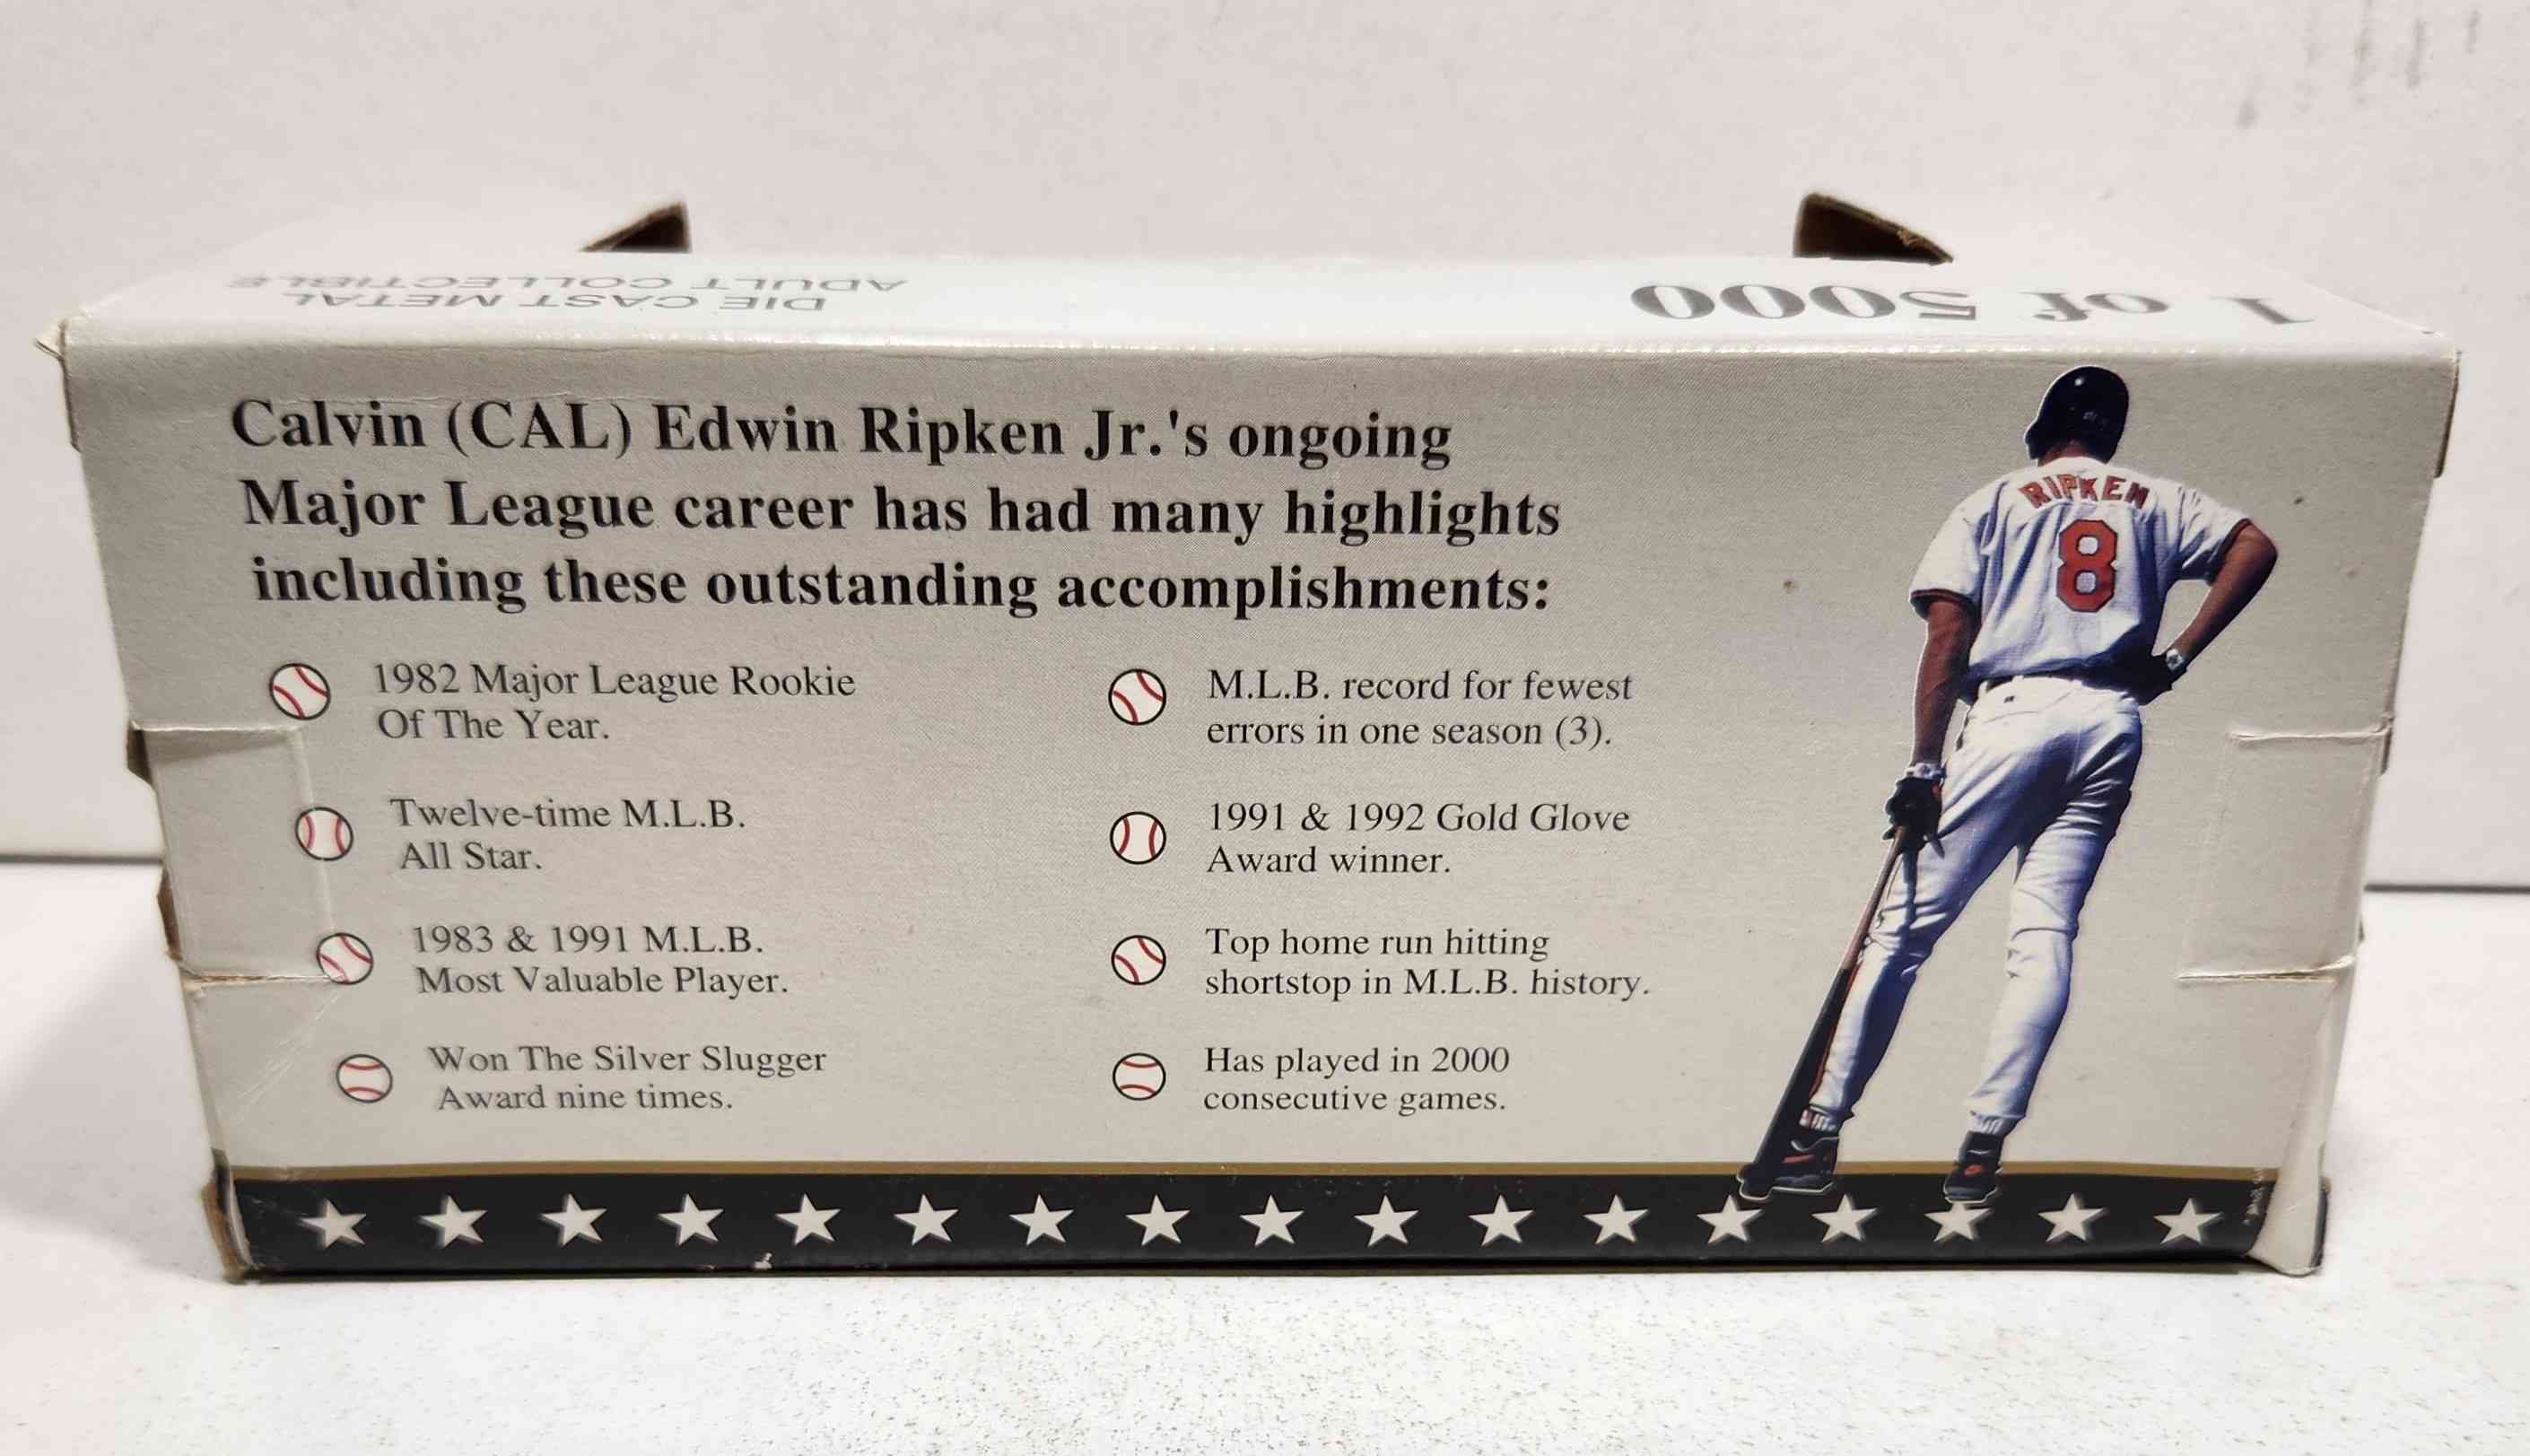 DIE CAST METAL
ADULT COLLECTIBLE
1 of 5000
Calvin (CAL) Edwin Ripken Jr.'s ongoing
Major League career has had many highlights
including these outstanding accomplishments:
1982 Major League Rookie
Of The Year.
Twelve-time M.L.B.
All Star.
1983 & 1991 M.L.B.
Most Valuable Player.
Won The Silver Slugger
Award nine times.
M.L.B. record for fewest
errors in one season (3).
1991 & 1992 Gold Glove
Award winner.
Top home run hitting
shortstop in M.L.B. history.
Has played in 2000
consecutive games.
RIPKEN
8